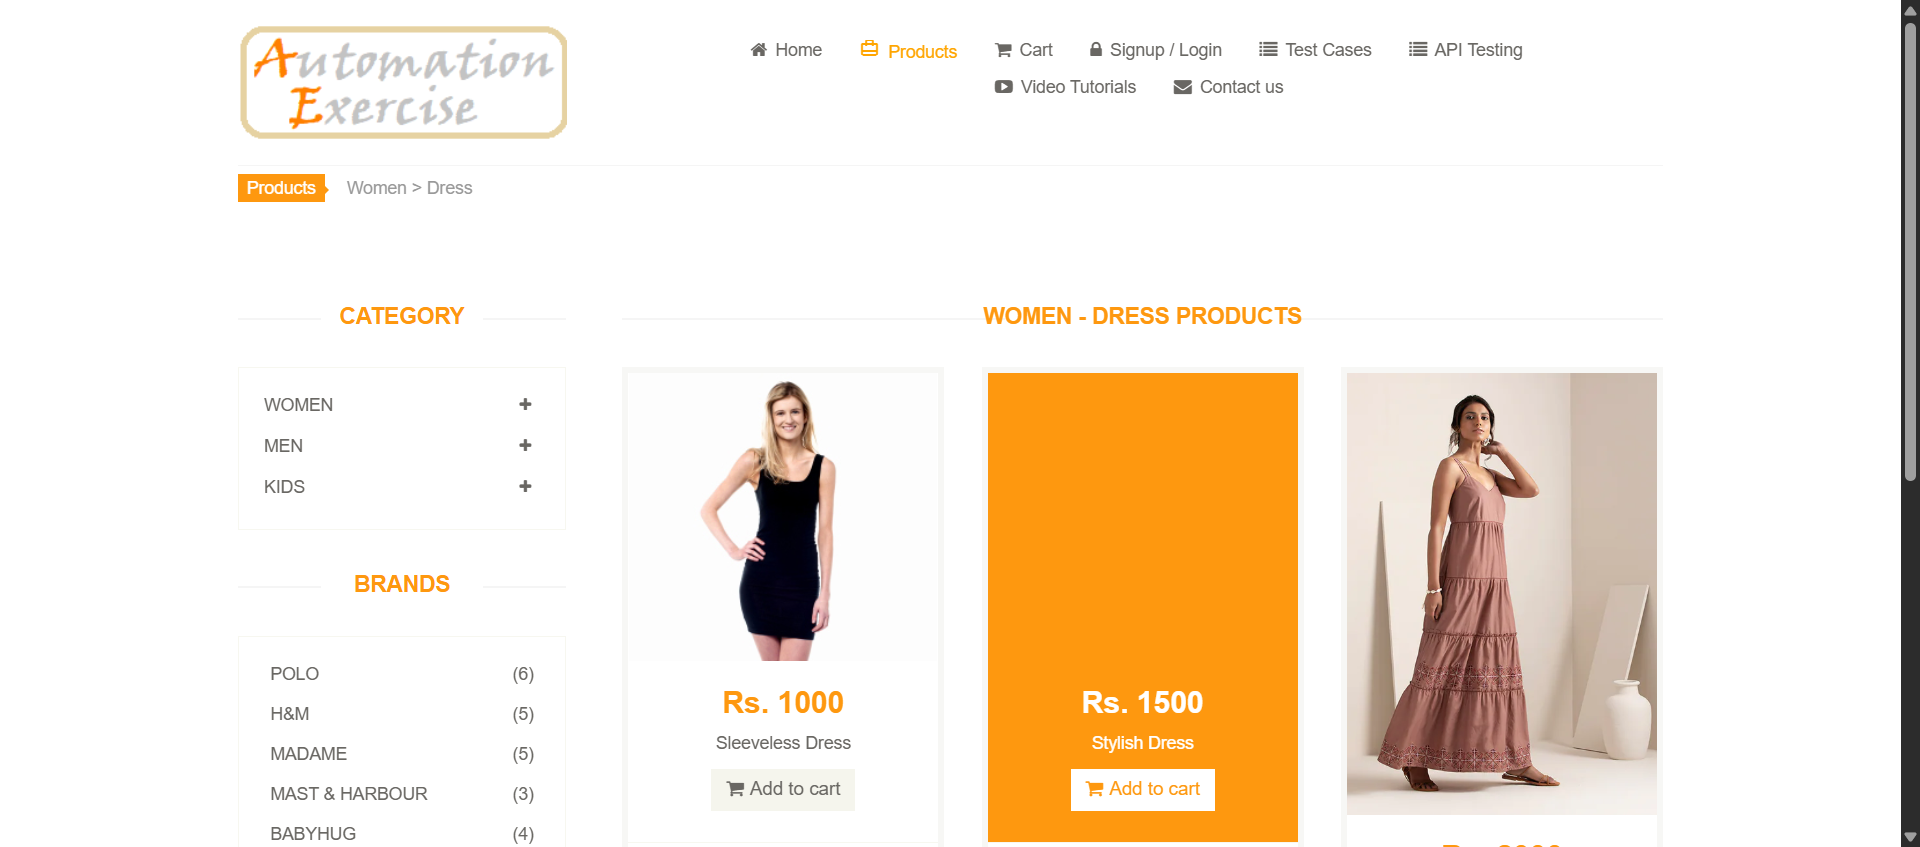 Automation
Exercise
Home
Products
Cart
Signup / Login
Test Cases
API Testing
Video Tutorials
Contact us
Products
Women > Dress
CATEGORY
WOMEN
MEN
KIDS
BRANDS
POLO (6)
H&M (5)
MADAME (5)
MAST & HARBOUR (3)
BABYHUG (4)
WOMEN - DRESS PRODUCTS
Rs. 1000
Sleeveless Dress
Add to cart
Rs. 1500
Stylish Dress
Add to cart